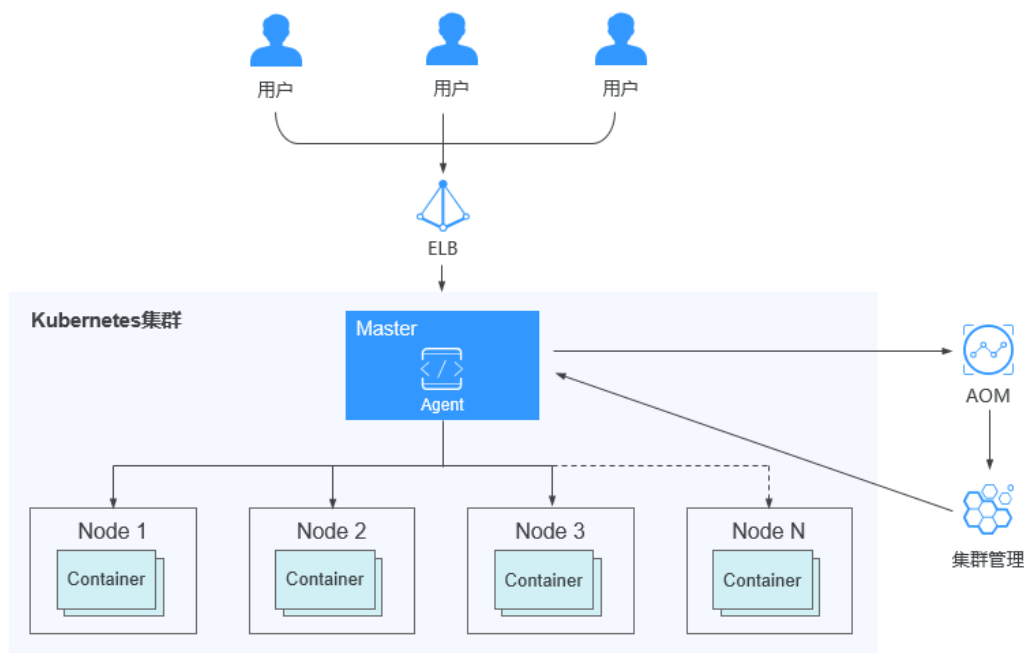 用户
用户
用户
ELB
Kubernetes集群
Master
Agent
AOM
集群管理
Node 1
Node 2
Node 3
Node N
Container
Container
Container
Container